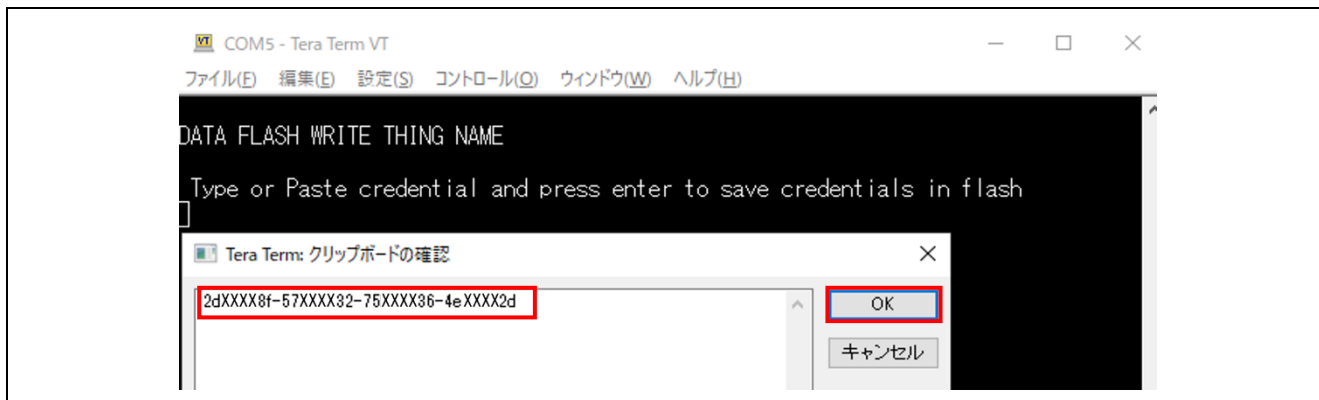 COM5 - Tera Term VT
ファイル(F) 編集(E) 設定(S) コントロール(O) ウィンドウ(W) ヘルプ(H)
DATA FLASH WRITE THING NAME
Type or Paste credential and press enter to save credentials in flash
Tera Term: クリップボードの確認
2dXXXX8f-57XXXX32-75XXXX36-4eXXXX2d
OK
キャンセル